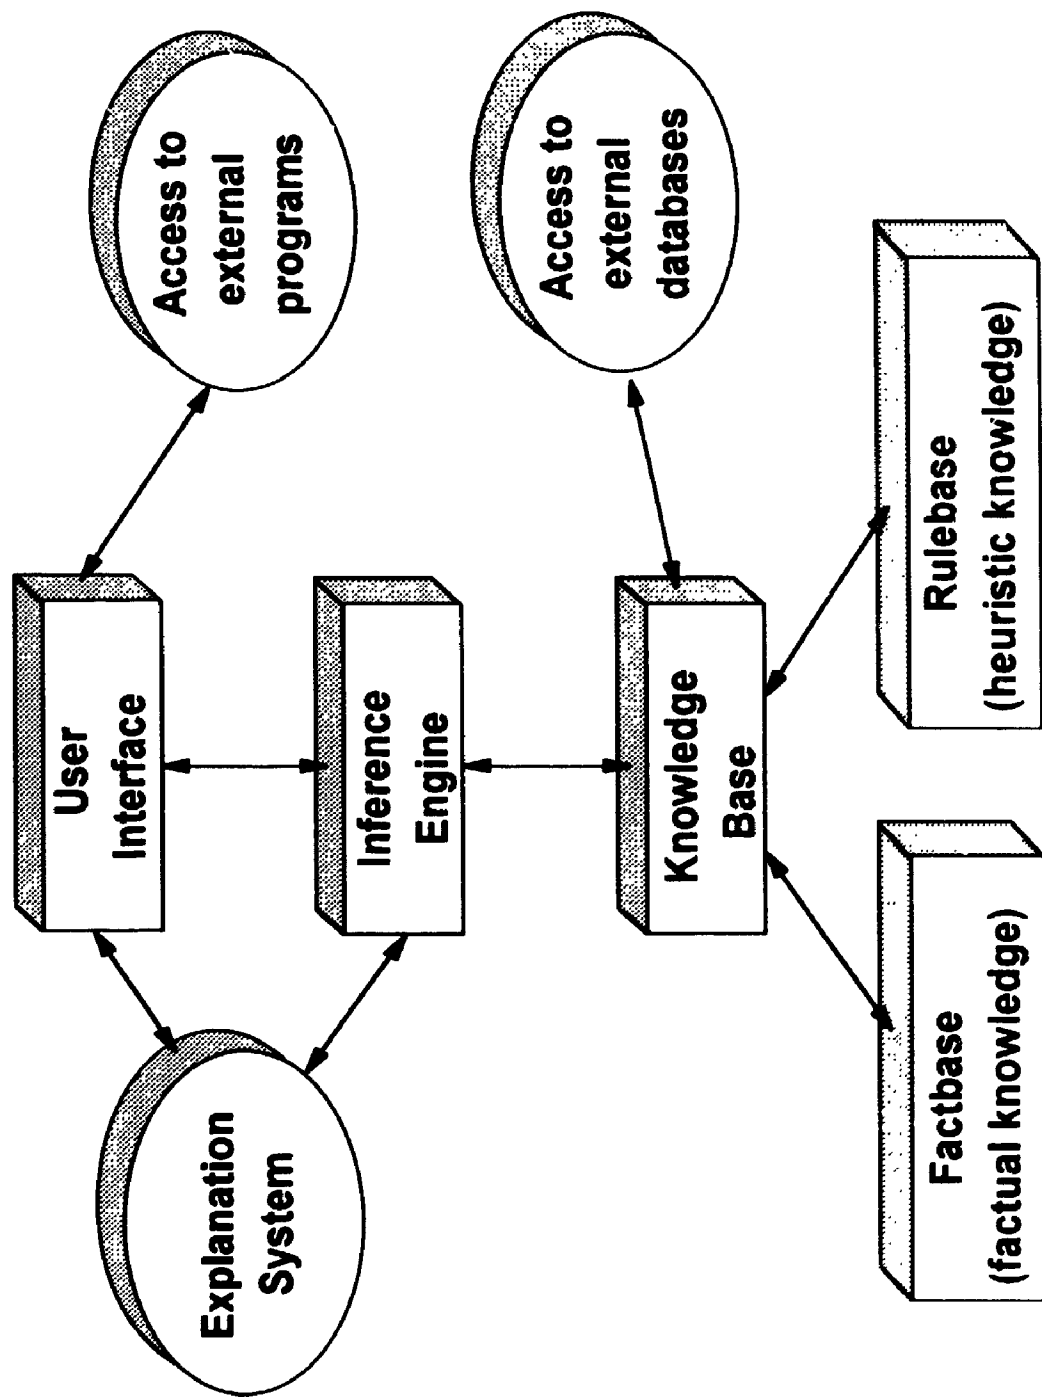 User
Interface
Access to
external
programs
Explanation
System
Inference
Engine
Knowledge
Base
Access to
external
databases
Factbase
(factual knowledge)
Rulebase
(heuristic knowledge)